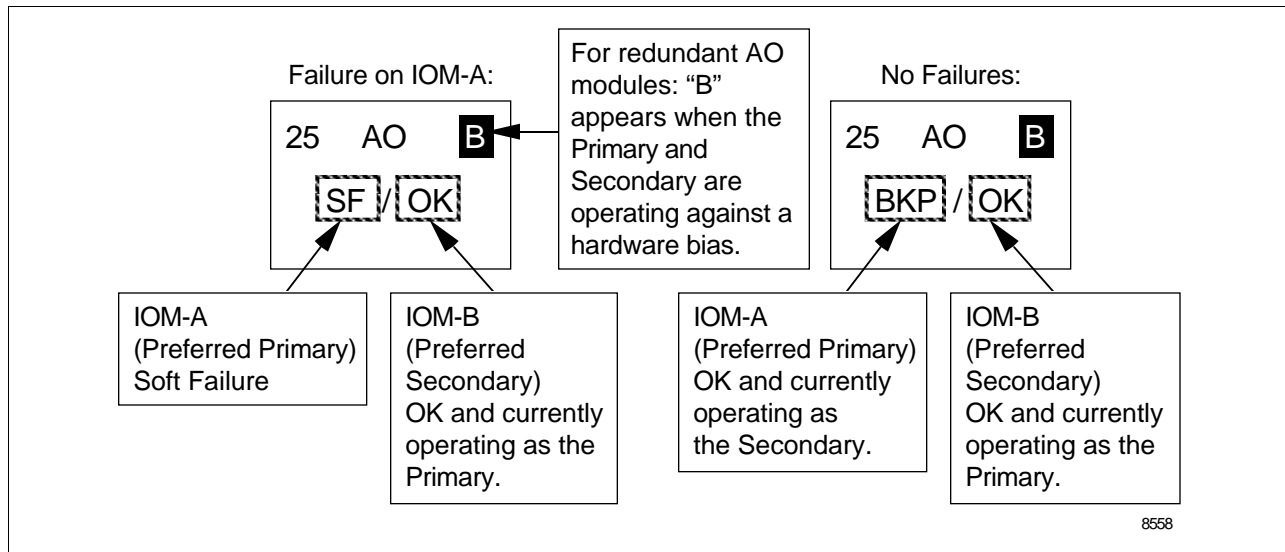 Failure on IOM-A:
25 AO B
SF / OK
For redundant AO
modules: “B”
appears when the
Primary and
Secondary are
operating against a
hardware bias.
No Failures:
25 AO B
BKP / OK
IOM-A
(Preferred Primary)
Soft Failure
IOM-B
(Preferred
Secondary)
OK and currently
operating as the
Primary.
IOM-A
(Preferred Primary)
OK and currently
operating as
the Secondary.
IOM-B
(Preferred
Secondary)
OK and currently
operating as the
Primary.
8558